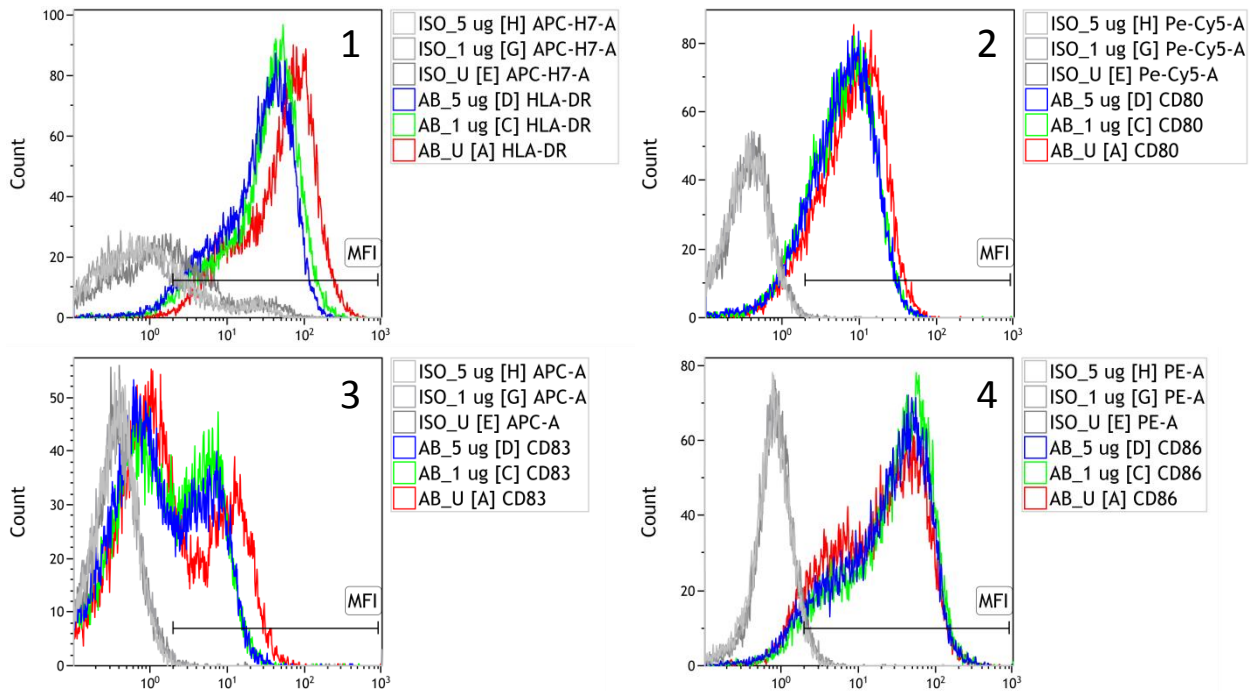 1
100
80
60
40
20
0
Count
10⁰
10¹
10²
10³
MFI
ISO_5 ug [H] APC-H7-A
ISO_1 ug [G] APC-H7-A
ISO_U [E] APC-H7-A
AB_5 ug [D] HLA-DR
AB_1 ug [C] HLA-DR
AB_U [A] HLA-DR
2
80
60
40
20
0
Count
10⁰
10¹
10²
10³
MFI
ISO_5 ug [H] Pe-Cy5-A
ISO_1 ug [G] Pe-Cy5-A
ISO_U [E] Pe-Cy5-A
AB_5 ug [D] CD80
AB_1 ug [C] CD80
AB_U [A] CD80
3
50
40
30
20
10
0
Count
10⁰
10¹
10²
10³
MFI
ISO_5 ug [H] APC-A
ISO_1 ug [G] APC-A
ISO_U [E] APC-A
AB_5 ug [D] CD83
AB_1 ug [C] CD83
AB_U [A] CD83
4
80
60
40
20
0
Count
10⁰
10¹
10²
10³
MFI
ISO_5 ug [H] PE-A
ISO_1 ug [G] PE-A
ISO_U [E] PE-A
AB_5 ug [D] CD86
AB_1 ug [C] CD86
AB_U [A] CD86